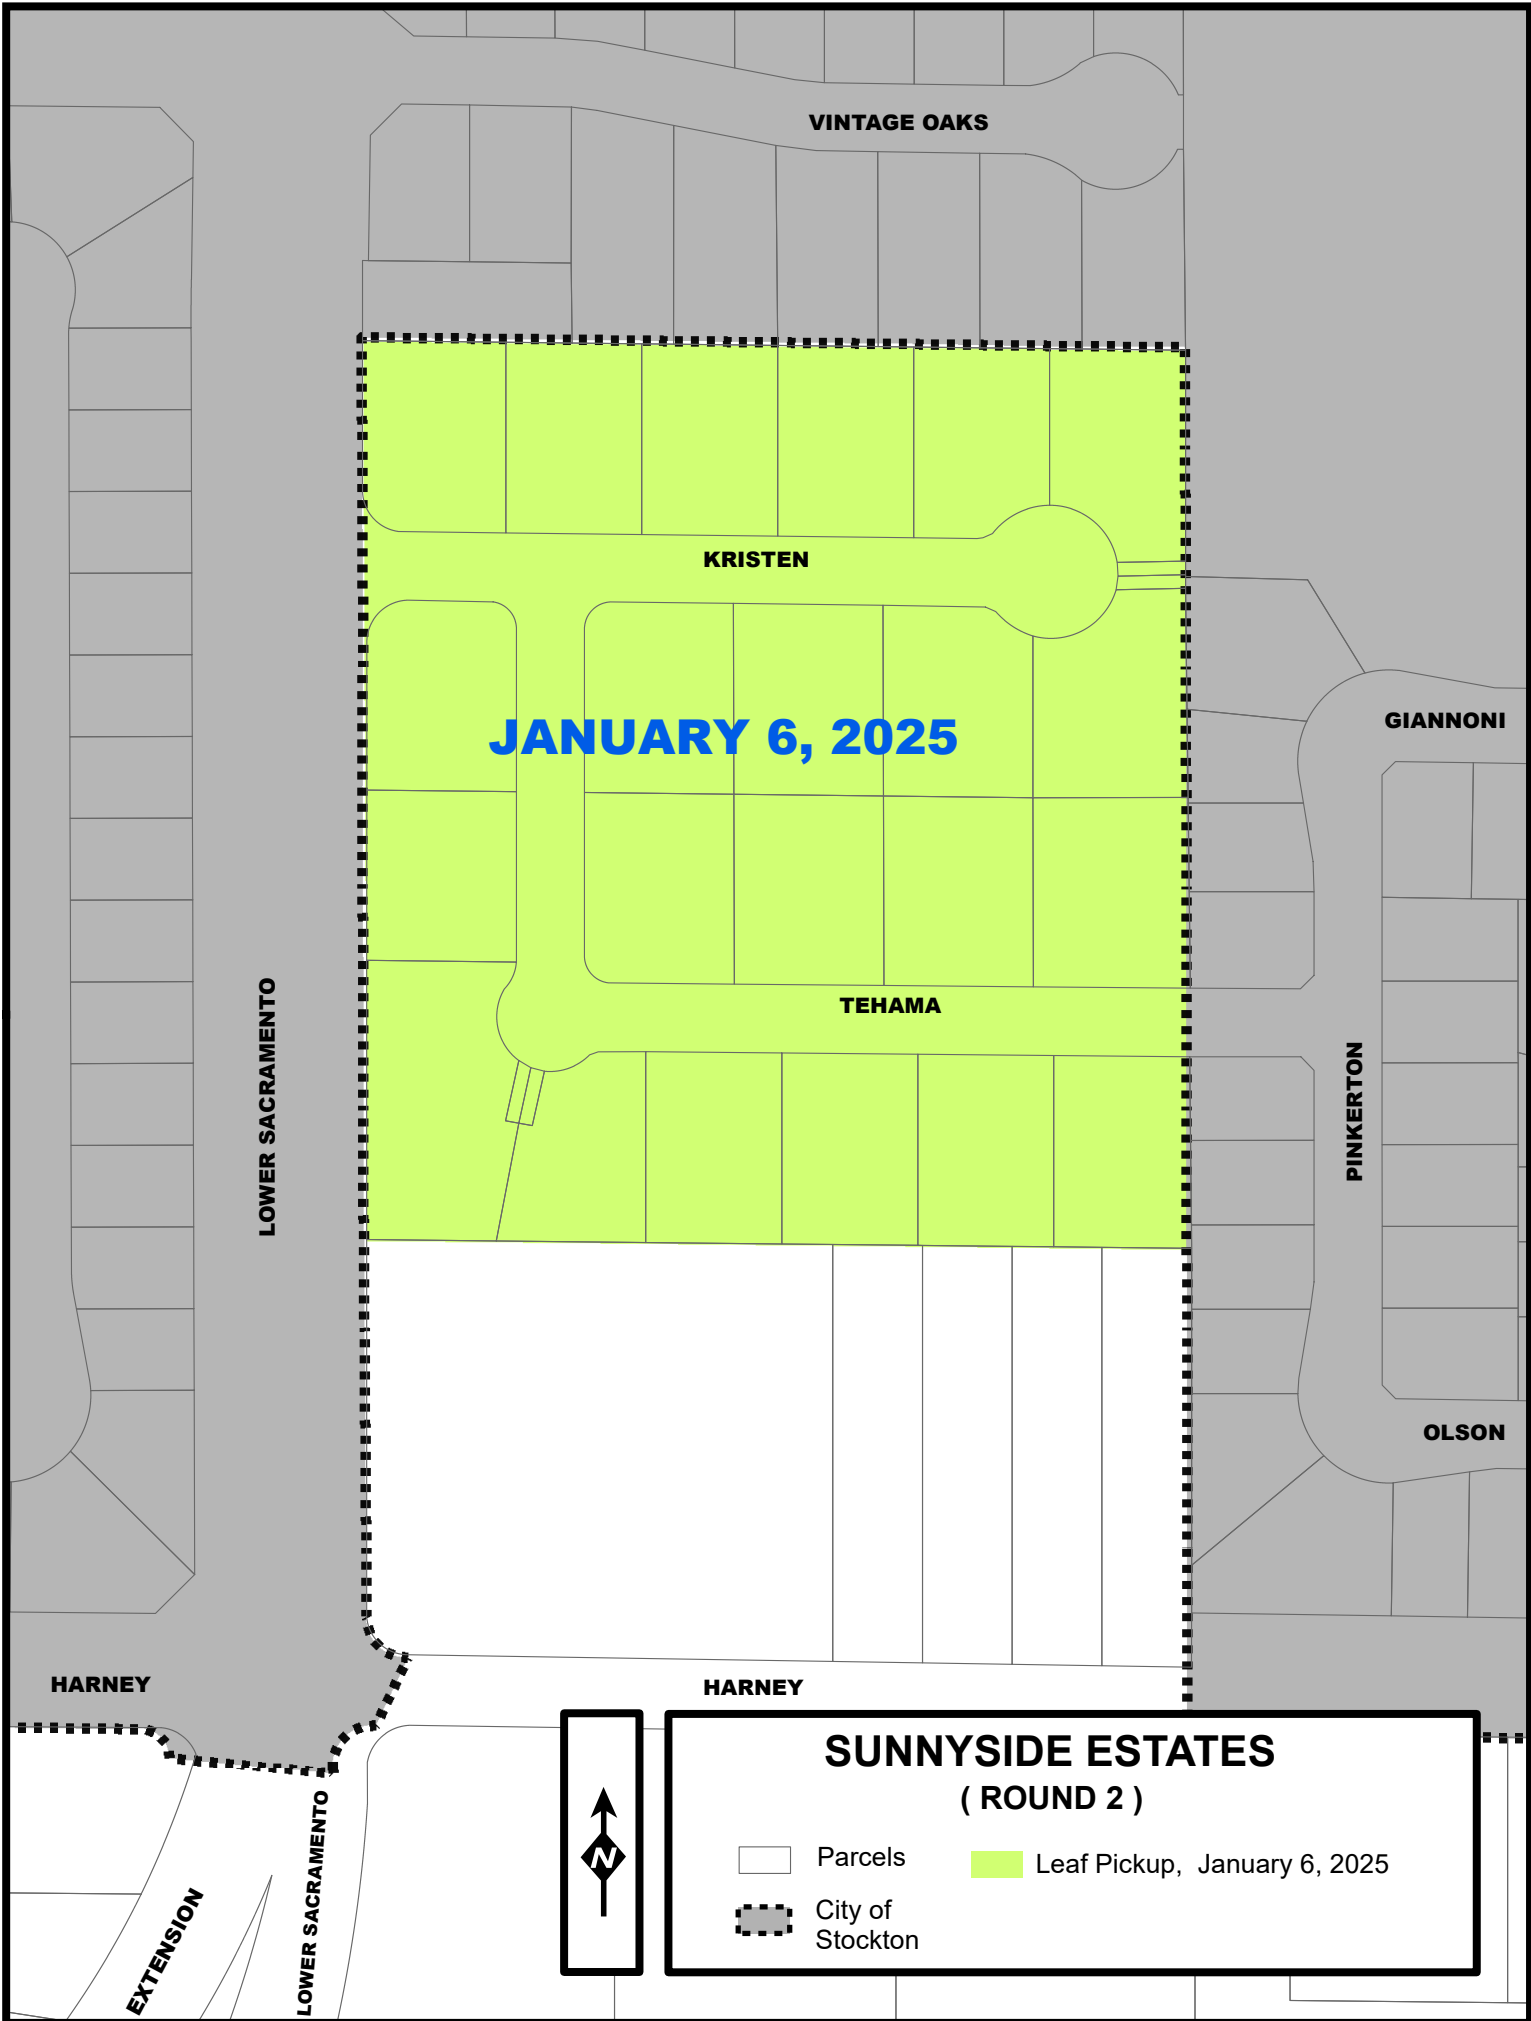 VINTAGE OAKS
KRISTEN
GIANNONI
JANUARY 6, 2025
TEHAMA
LOWER SACRAMENTO
PINKERTON
OLSON
HARNEY
HARNEY
SUNNYSIDE ESTATES
( ROUND 2 )
Parcels
Leaf Pickup, January 6, 2025
City of
Stockton
N
LOWER SACRAMENTO
EXTENSION